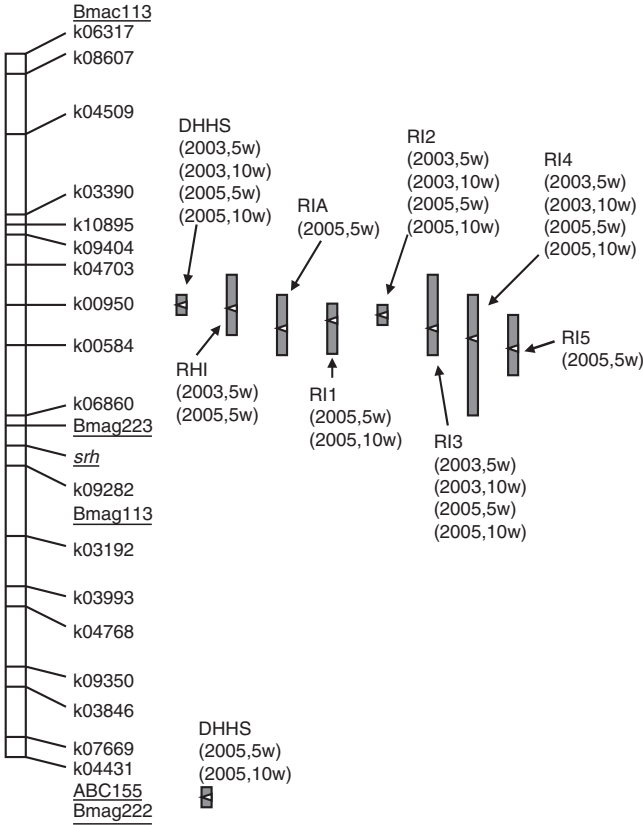 Bmac113
k06317
k08607
k04509
k03390
k10895
k09404
k04703
k00950
k00584
k06860
Bmag223
srh
k09282
Bmag113
k03192
k03993
k04768
k09350
k03846
k07669
k04431
ABC155
Bmag222
DHHS
(2003,5w)
(2003,10w)
(2005,5w)
(2005,10w)
RHI
(2003,5w)
(2005,5w)
RIA
(2005,5w)
RI1
(2005,5w)
(2005,10w)
RI2
(2003,5w)
(2003,10w)
(2005,5w)
(2005,10w)
RI3
(2003,5w)
(2003,10w)
(2005,5w)
(2005,10w)
RI4
(2003,5w)
(2003,10w)
(2005,5w)
(2005,10w)
RI5
(2005,5w)
DHHS
(2005,5w)
(2005,10w)